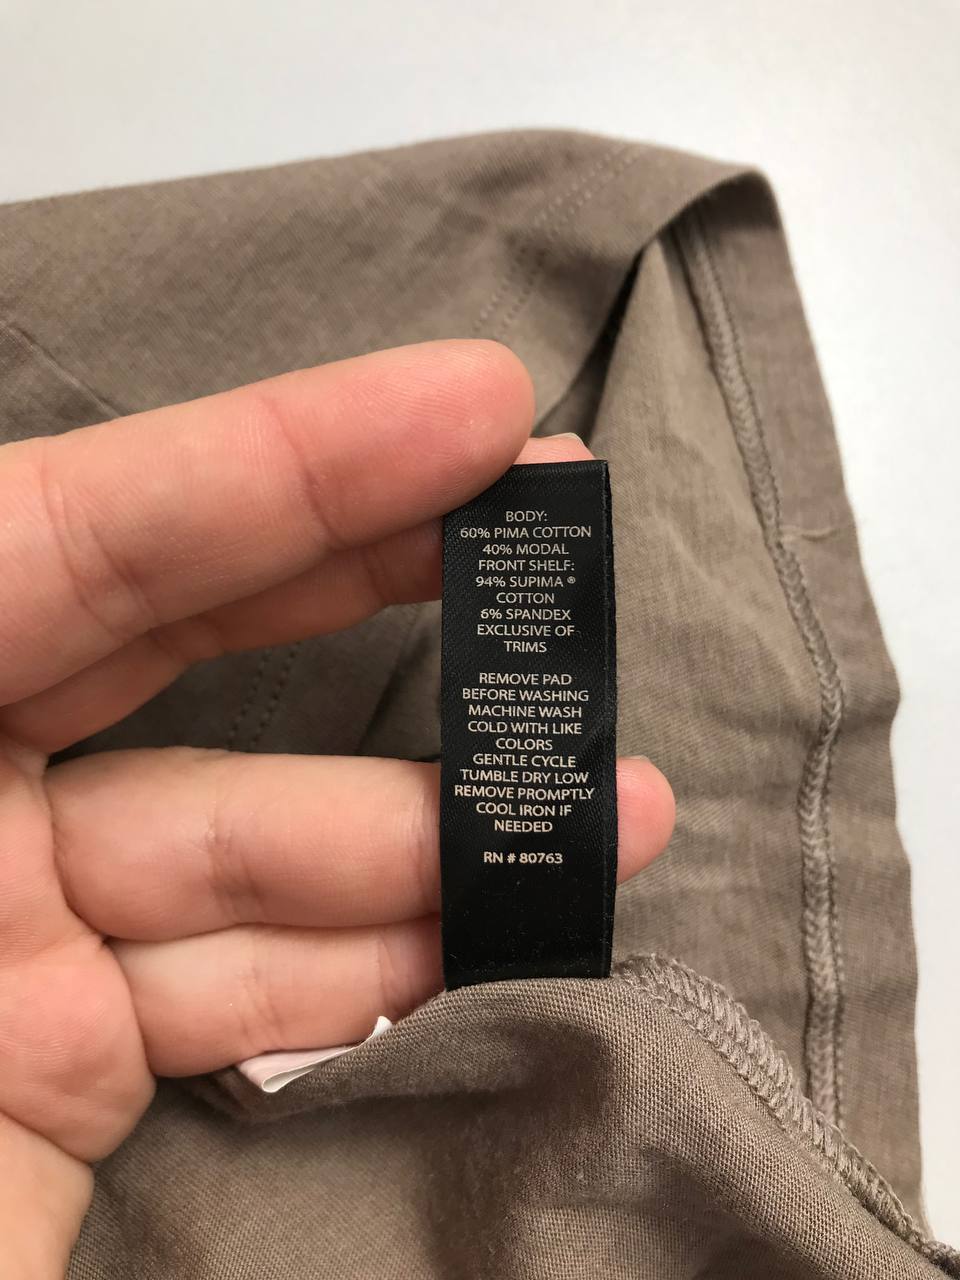 BODY:
60% PIMA COTTON
40% MODAL
FRONT SHELF:
94% SUPIMA ®
COTTON
6% SPANDEX
EXCLUSIVE OF
TRIMS
REMOVE PAD
BEFORE WASHING
MACHINE WASH
COLD WITH LIKE
COLORS
GENTLE CYCLE
TUMBLE DRY LOW
REMOVE PROMPTLY
COOL IRON IF
NEEDED
RN # 80763